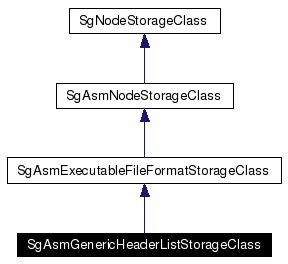 SgNodeStorageClass
SgAsmNodeStorageClass
SgAsmExecutableFileFormatStorageClass
SgAsmGenericHeaderListStorageClass